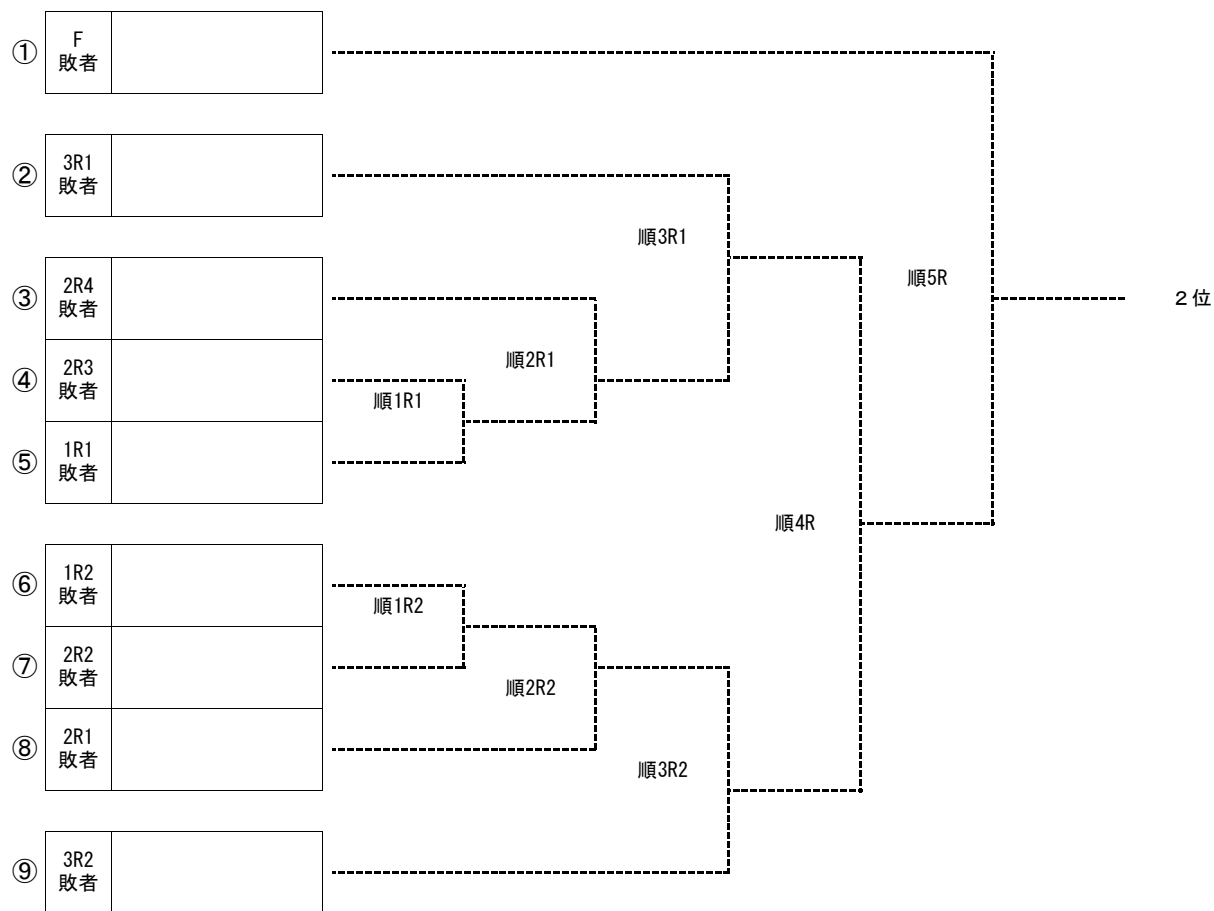 ①
F
敗者
②
3R1
敗者
順3R1
順5R
③
2R4
敗者
２位
順2R1
④
2R3
敗者
順1R1
⑤
1R1
敗者
順4R
⑥
1R2
敗者
順1R2
⑦
2R2
敗者
順2R2
⑧
2R1
敗者
順3R2
⑨
3R2
敗者